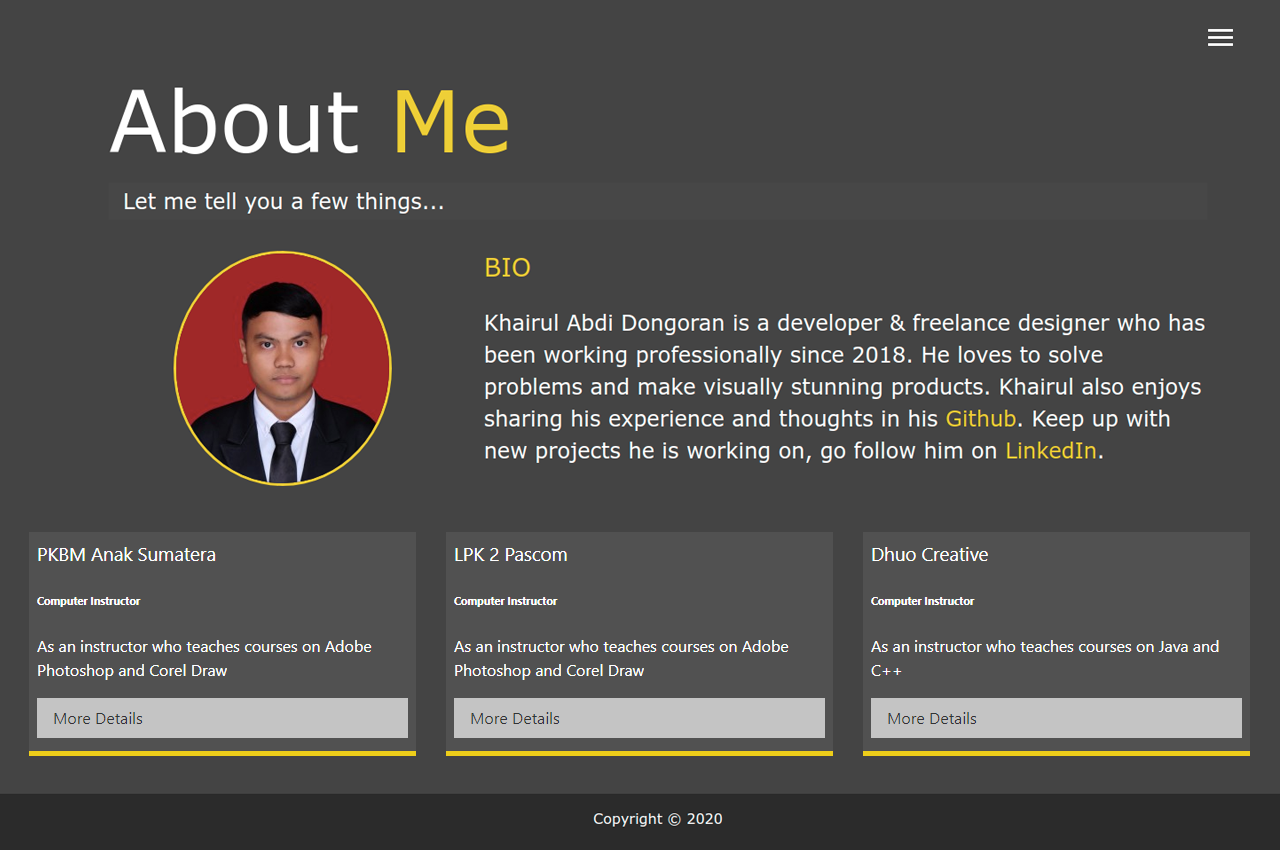 About Me
Let me tell you a few things...
BIO
Khairul Abdi Dongoran is a developer & freelance designer who has
been working professionally since 2018. He loves to solve
problems and make visually stunning products. Khairul also enjoys
sharing his experience and thoughts in his Github. Keep up with
new projects he is working on, go follow him on LinkedIn.
PKBM Anak Sumatera
Computer Instructor
As an instructor who teaches courses on Adobe
Photoshop and Corel Draw
More Details
LPK 2 Pascom
Computer Instructor
As an instructor who teaches courses on Adobe
Photoshop and Corel Draw
More Details
Dhuo Creative
Computer Instructor
As an instructor who teaches courses on Java and
C++
More Details
Copyright © 2020